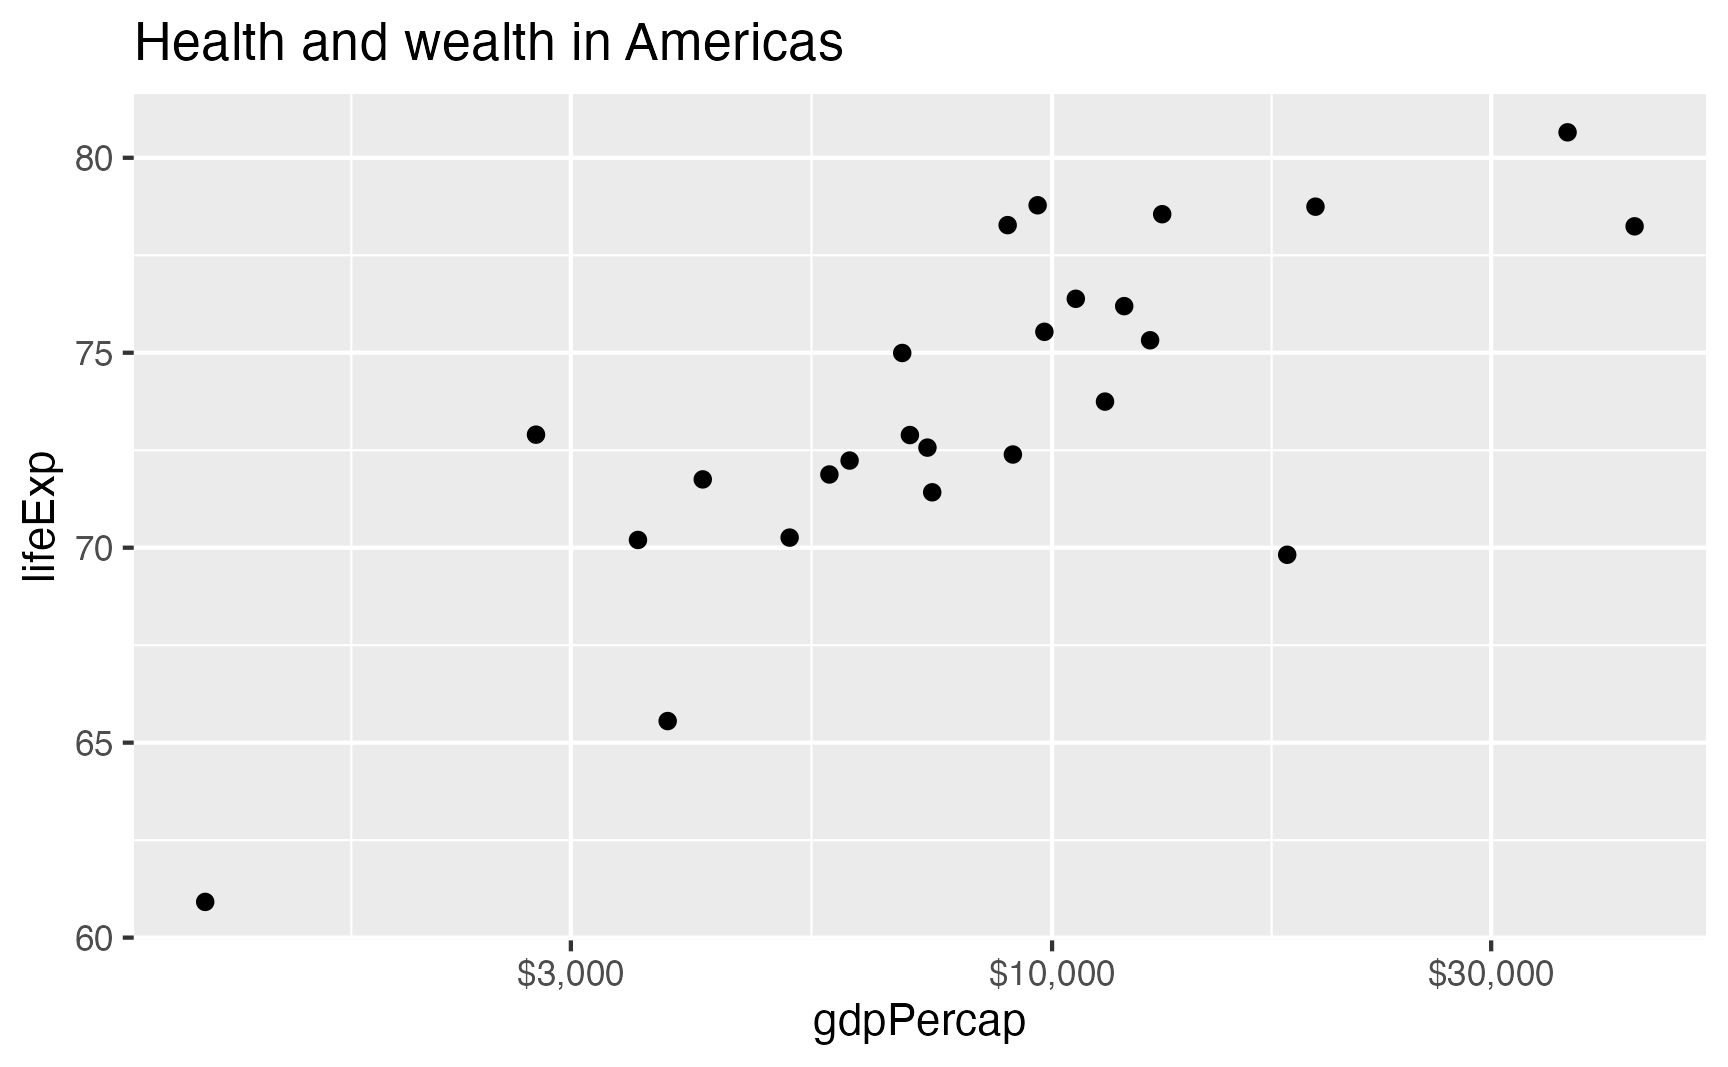 Health and wealth in Americas
lifeExp
80
75
70
65
60
$3,000 $10,000 $30,000
gdpPercap